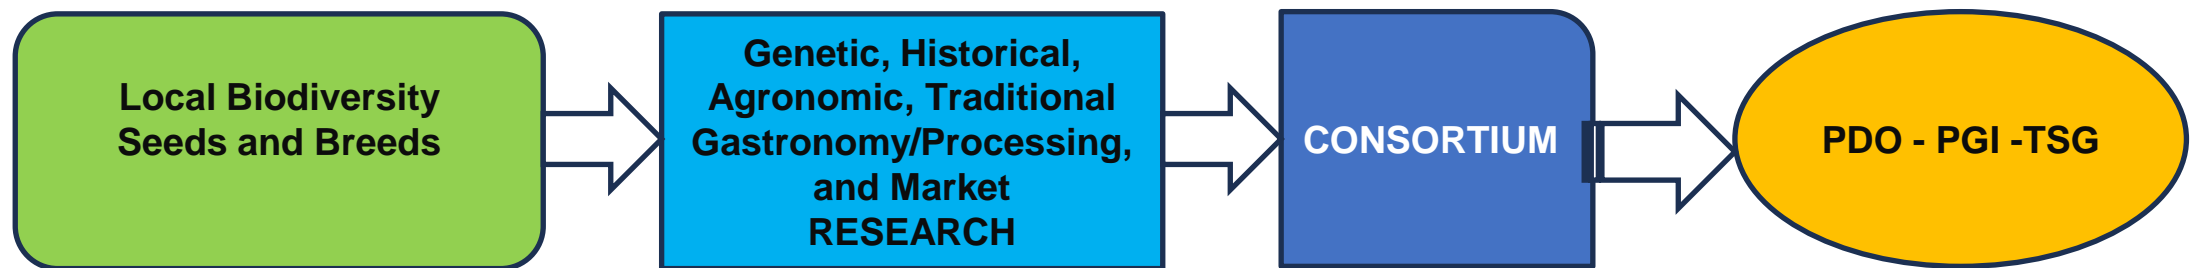 Local Biodiversity
Seeds and Breeds
Genetic, Historical,
Agronomic, Traditional
Gastronomy/Processing,
and Market
RESEARCH
CONSORTIUM
PDO - PGI -TSG